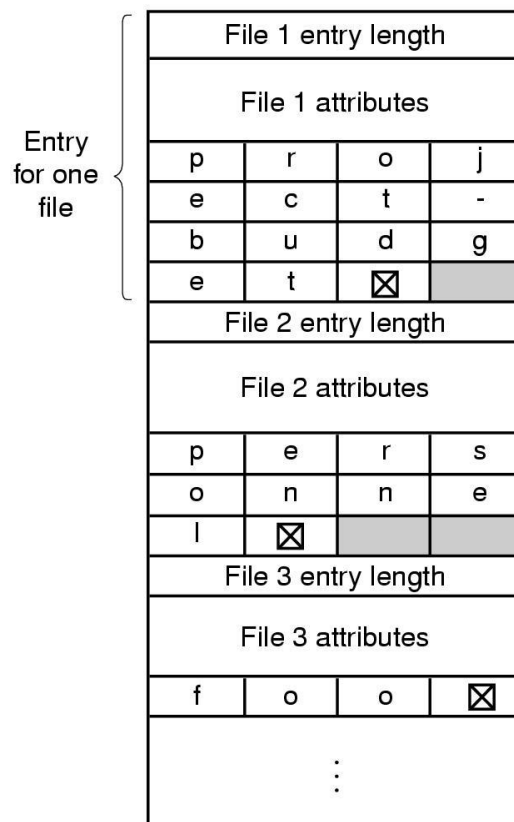 File 1 entry length
File 1 attributes
Entry
for one
file
p r o j
e c t -
b u d g
e t
File 2 entry length
File 2 attributes
p e r s
o n n e
l
File 3 entry length
File 3 attributes
f o o